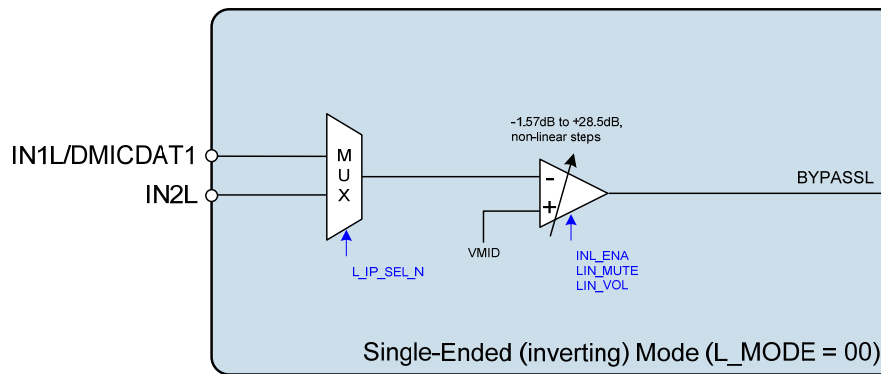 -1.57dB to +28.5dB,
non-linear steps
IN1L/DMICDAT1
IN2L
M
U
X
-
+
BYPASSL
VMID
L_IP_SEL_N
INL_ENA
LIN_MUTE
LIN_VOL
Single-Ended (inverting) Mode (L_MODE = 00)